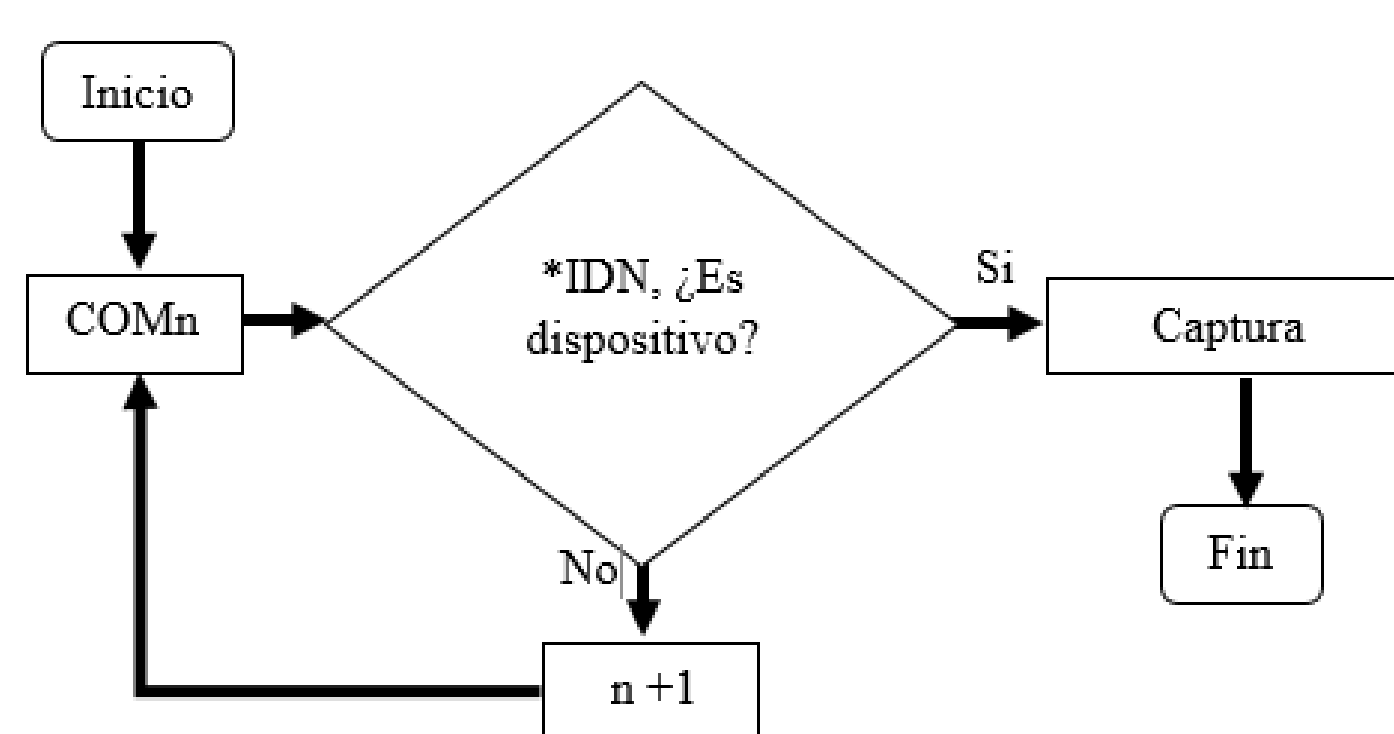 Inicio
COMn
*IDN, ¿Es
dispositivo?
Si
Captura
No
Fin
n +1